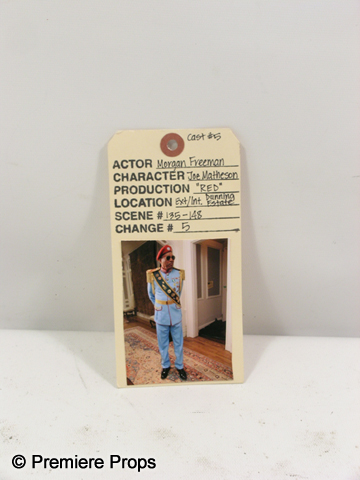 Cast #5
ACTOR Morgan Freeman
CHARACTER Joe Matheson
PRODUCTION "RED"
LOCATION Ext/Int. Dunning Estate
SCENE # 135-148
CHANGE # 5
© Premiere Props